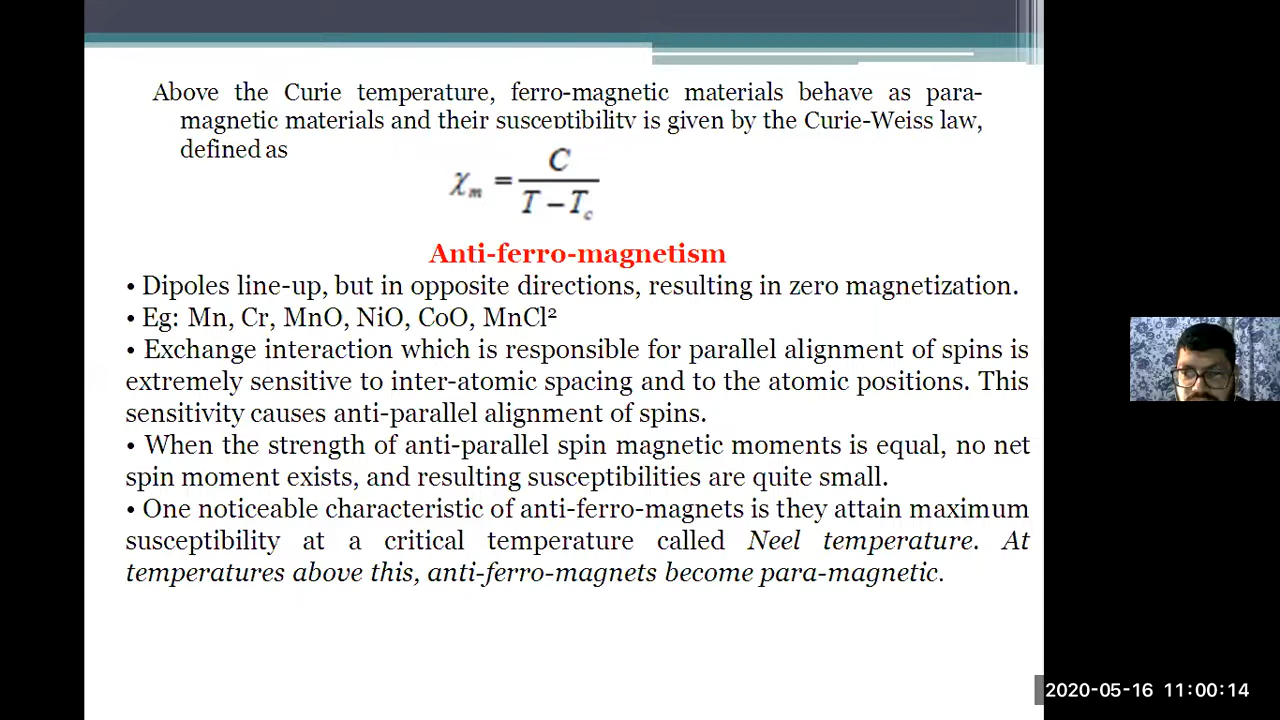 Above the Curie temperature, ferro-magnetic materials behave as para-
magnetic materials and their susceptibility is given by the Curie-Weiss law,
defined as
χm = C / (T − Tc)
Anti-ferro-magnetism
• Dipoles line-up, but in opposite directions, resulting in zero magnetization.
• Eg: Mn, Cr, MnO, NiO, CoO, MnCl²
• Exchange interaction which is responsible for parallel alignment of spins is
extremely sensitive to inter-atomic spacing and to the atomic positions. This
sensitivity causes anti-parallel alignment of spins.
• When the strength of anti-parallel spin magnetic moments is equal, no net
spin moment exists, and resulting susceptibilities are quite small.
• One noticeable characteristic of anti-ferro-magnets is they attain maximum
susceptibility at a critical temperature called Neel temperature. At
temperatures above this, anti-ferro-magnets become para-magnetic.
2020-05-16 11:00:14